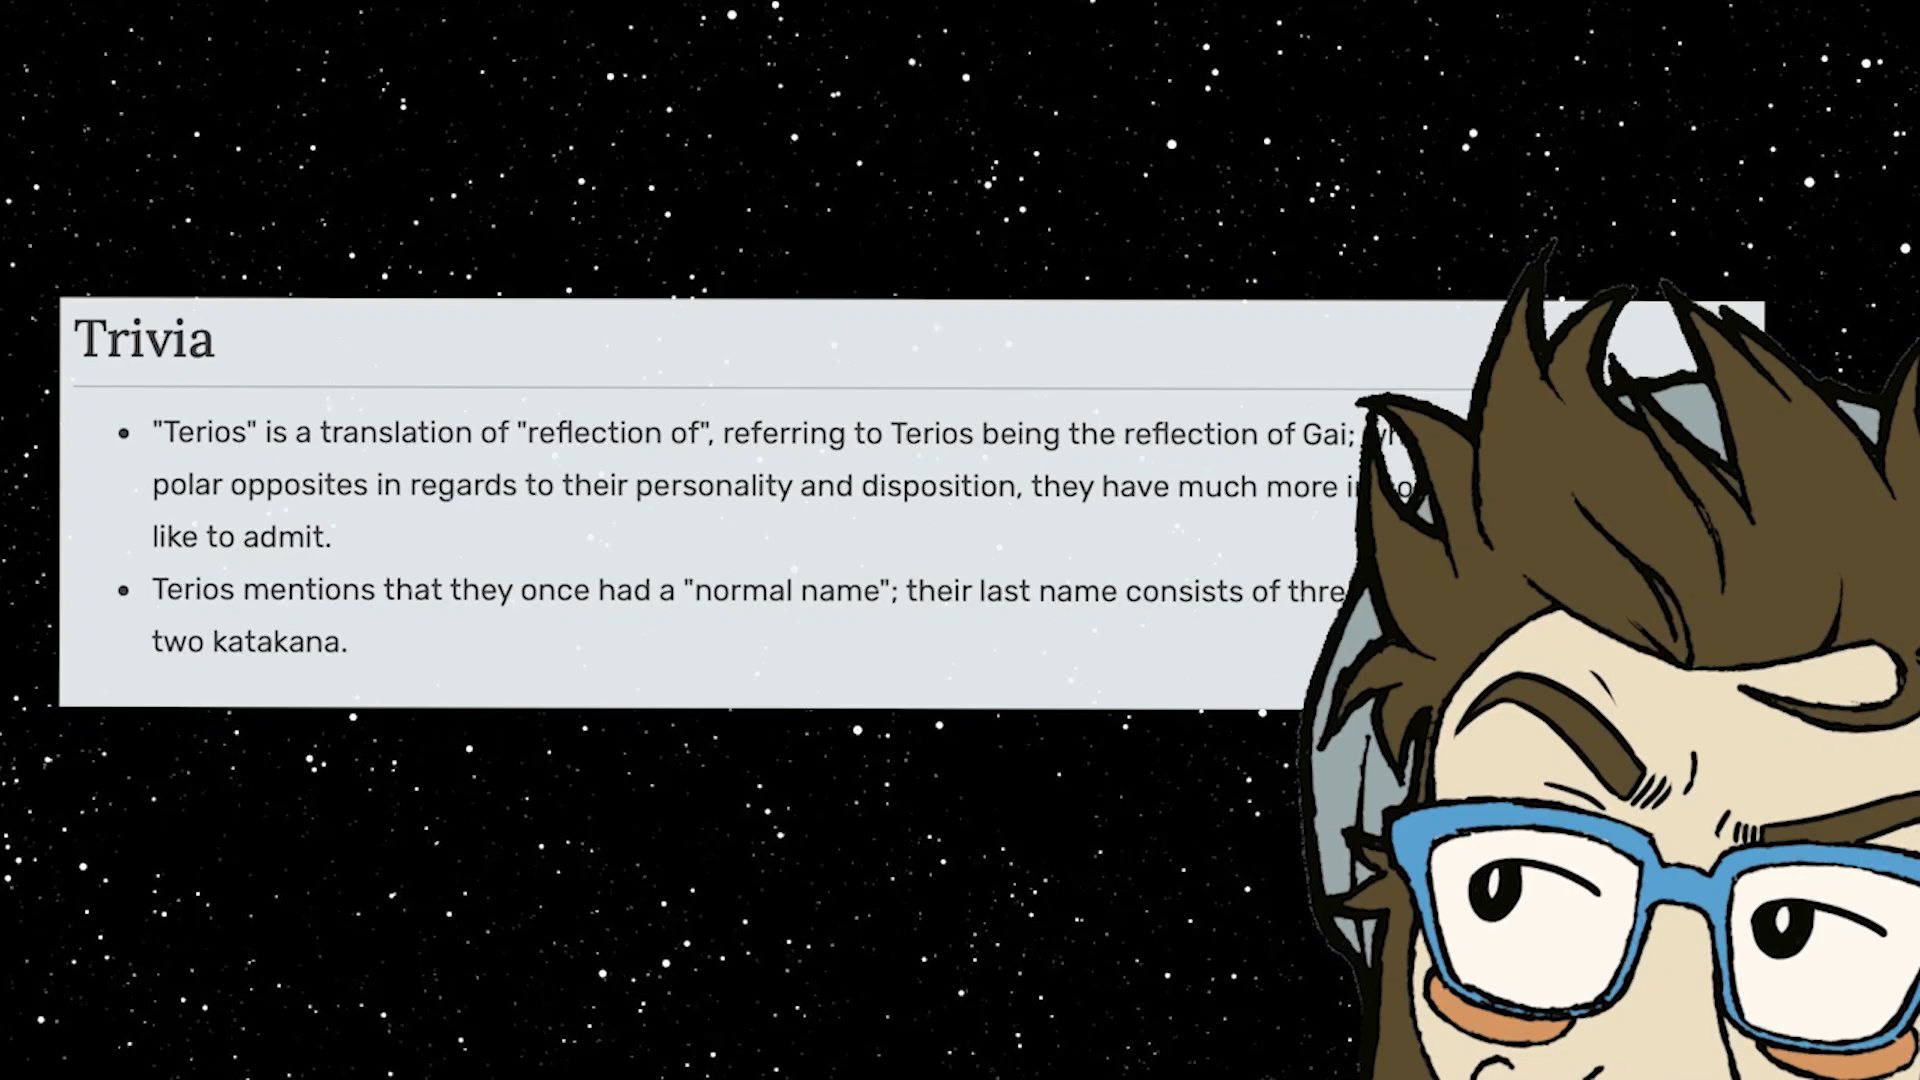 Trivia
"Terios" is a translation of "reflection of", referring to Terios being the reflection of Gai;
polar opposites in regards to their personality and disposition, they have much more
like to admit.
Terios mentions that they once had a "normal name"; their last name consists of
two katakana.